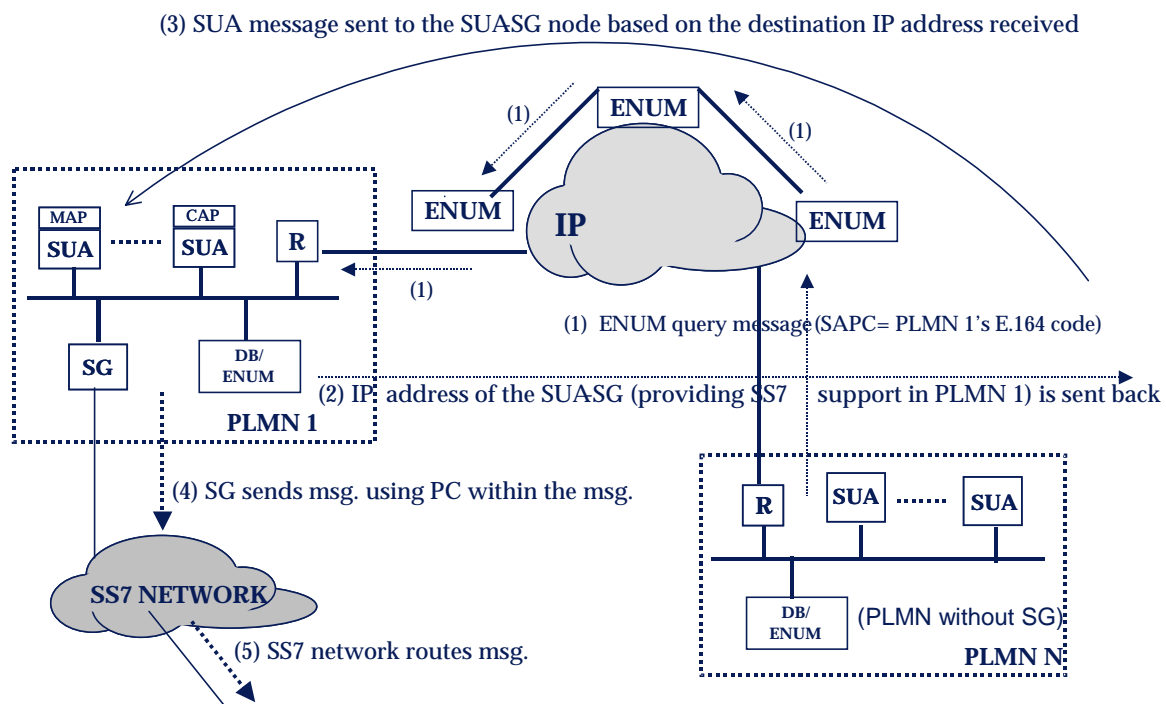 (3) SUA message sent to the SUA-SG node based on the destination IP address received
ENUM
(1)
(1)
ENUM
ENUM
IP
MAP
SUA
CAP
SUA
R
(1)
SG
DB/
ENUM
PLMN 1
(1) ENUM query message(SAPC= PLMN 1's E.164 code)
(2) IP address of the SUA-SG (providing SS7 support in PLMN 1) is sent back
(4) SG sends msg. using PC within the msg.
R
SUA
SUA
SS7 NETWORK
DB/
ENUM
(PLMN without SG)
PLMN N
(5) SS7 network routes msg.